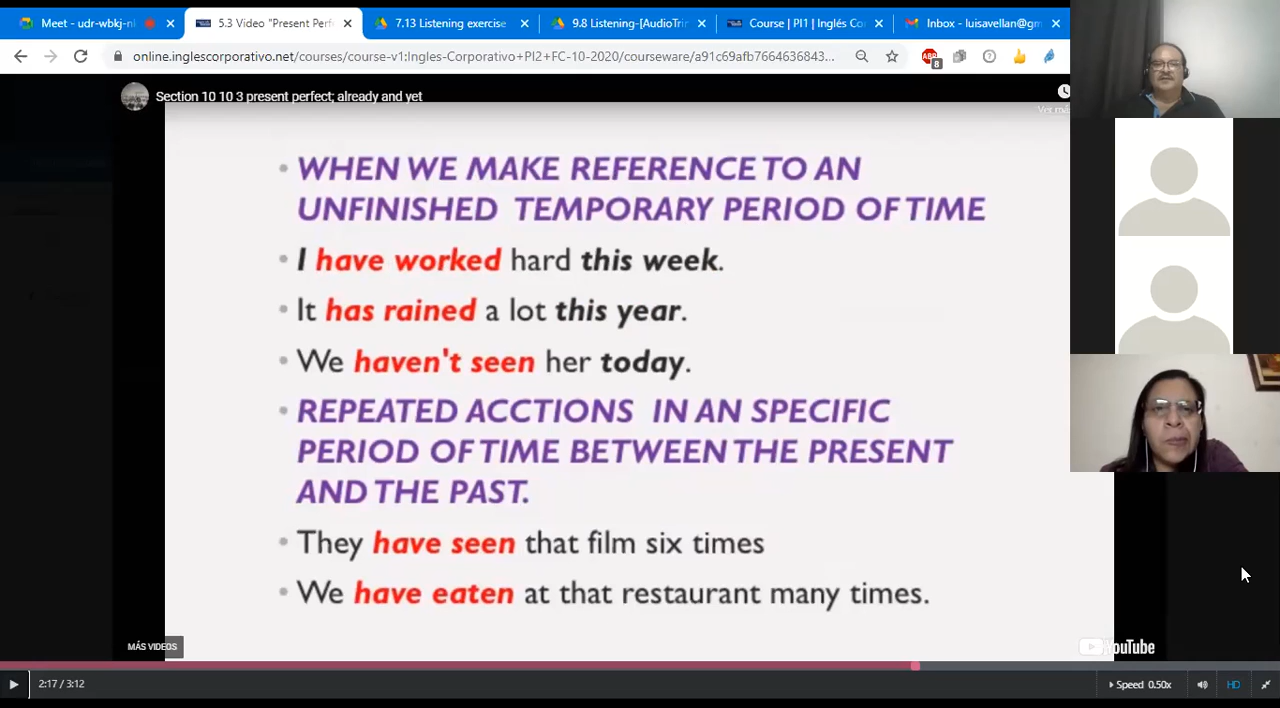 Meet - udr-wbkj-n
5.3 Video "Present Perf
7.13 Listening exercise
9.8 Listening-[AudioTri
Course | PI1 | Inglés Co
Inbox - luisavellan@gm
online.inglescorporativo.net/courses/course-v1:Ingles-Corporativo+PI2+FC-10-2020/courseware/a91c69afb7664636843...
ABP
8
Section 10 10 3 present perfect; already and yet
Ver má
• WHEN WE MAKE REFERENCE TO AN
UNFINISHED TEMPORARY PERIOD OF TIME
• I have worked hard this week.
• It has rained a lot this year.
• We haven't seen her today.
• REPEATED ACCTIONS IN AN SPECIFIC
PERIOD OF TIME BETWEEN THE PRESENT
AND THE PAST.
• They have seen that film six times
• We have eaten at that restaurant many times.
MÁS VIDEOS
YouTube
2:17 / 3:12
Speed 0.50x
HD